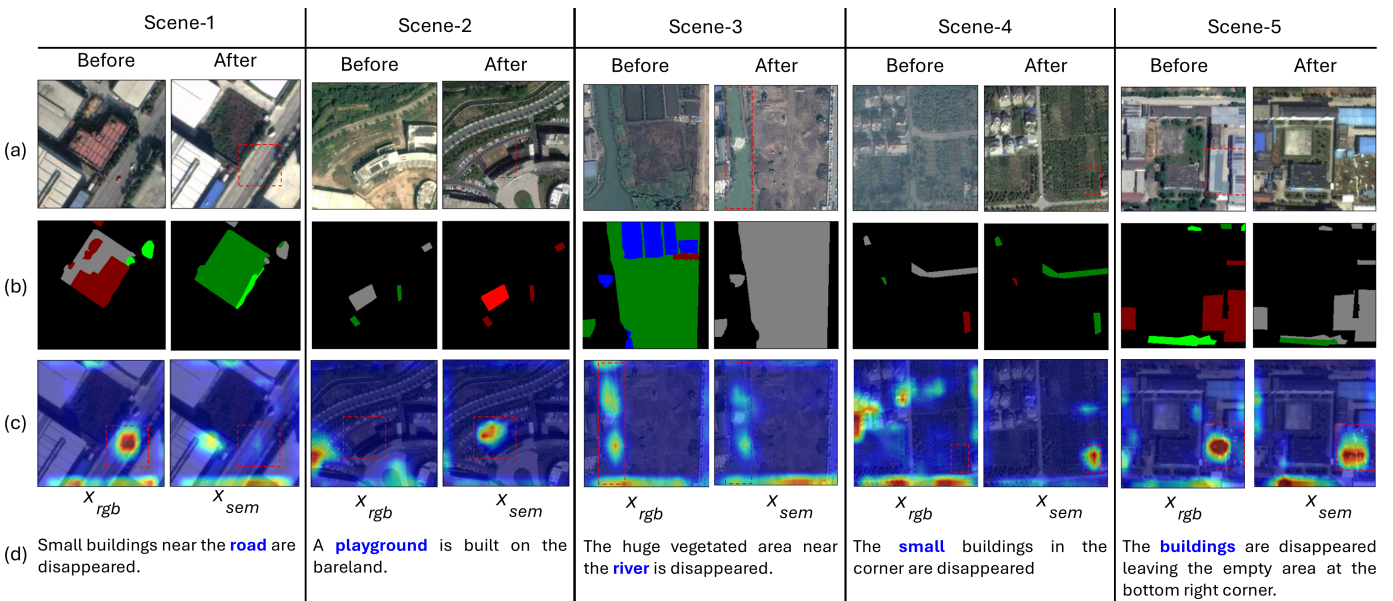 Scene-1 Scene-2 Scene-3 Scene-4 Scene-5
Before After Before After Before After Before After Before After
(a)
(b)
(c)
x_rgb x_sem x_rgb x_sem x_rgb x_sem x_rgb x_sem x_rgb x_sem
(d)
Small buildings near the road are
disappeared.
A playground is built on the
bareland.
The huge vegetated area near
the river is disappeared.
The small buildings in the
corner are disappeared
The buildings are disappeared
leaving the empty area at the
bottom right corner.